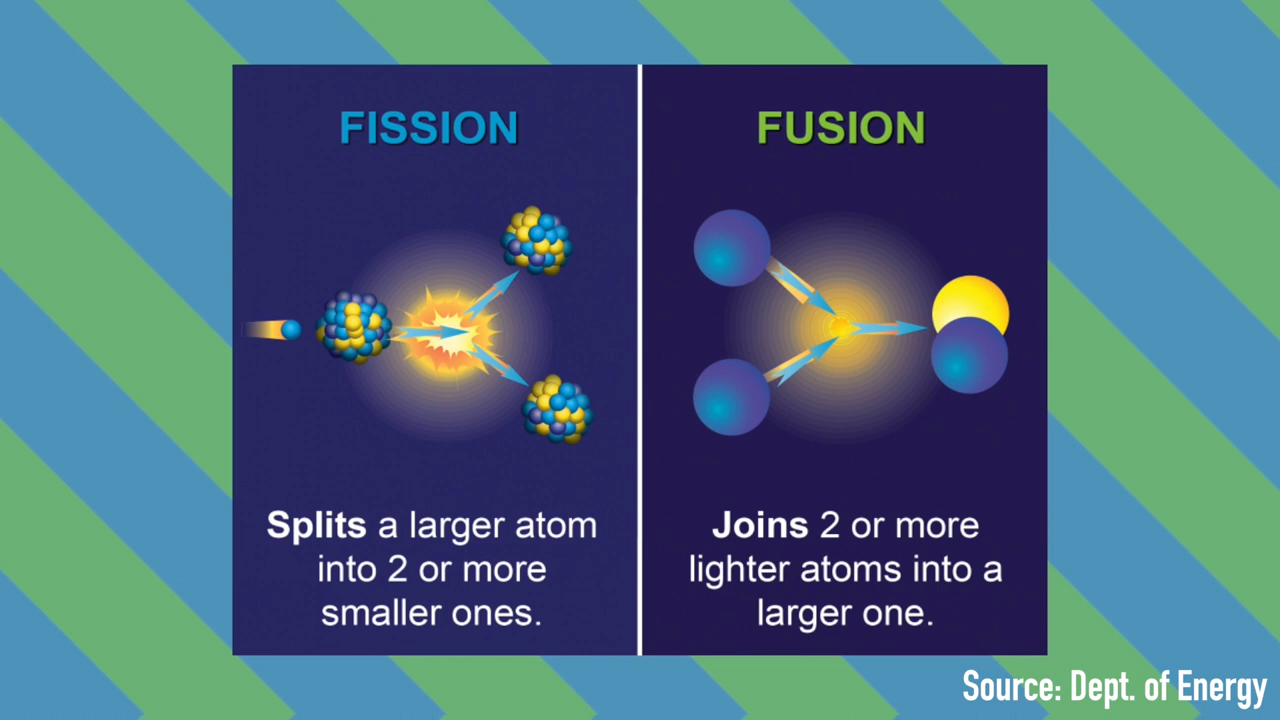 FISSION
Splits a larger atom
into 2 or more
smaller ones.
FUSION
Joins 2 or more
lighter atoms into a
larger one.
Source: Dept. of Energy